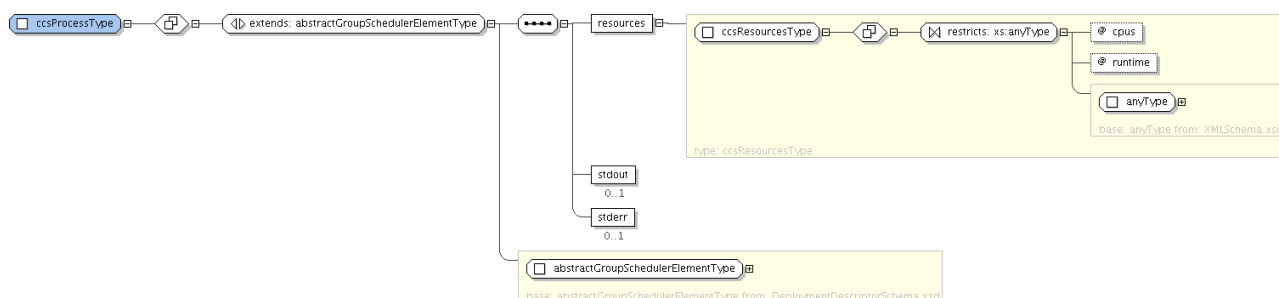 ccsProcessType
extends: abstractGroupSchedulerElementType
resources
ccsResourcesType
restricts: xs:anyType
@ cpus
@ runtime
anyType
base: anyType from: XMLSchema.xsd
type: ccsResourcesType
stdout
0..1
stderr
0..1
abstractGroupSchedulerElementType
base: abstractGroupSchedulerElementType from: DeploymentDescriptorSchema.xsd